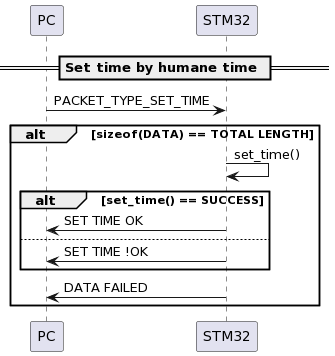 PC STM32
Set time by humane time
PACKET_TYPE_SET_TIME
alt [sizeof(DATA) == TOTAL LENGTH]
set_time()
alt [set_time() == SUCCESS]
SET TIME OK
SET TIME !OK
DATA FAILED
PC STM32